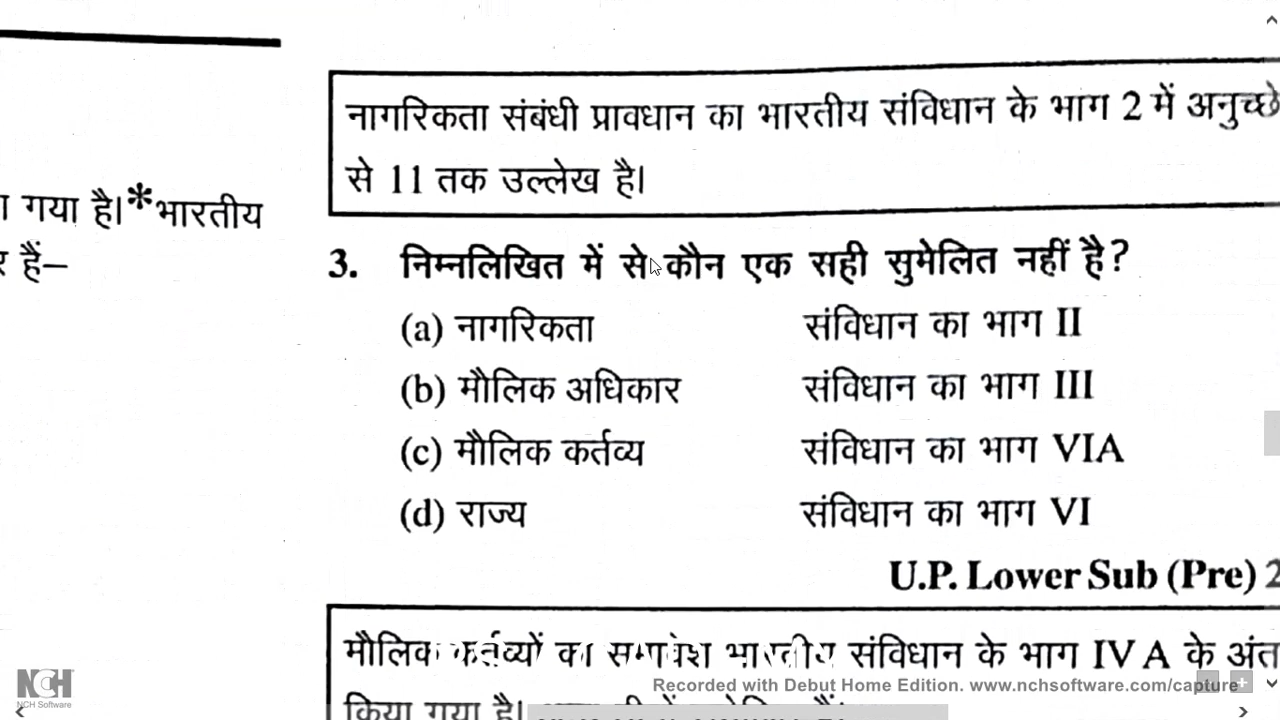 नागरिकता संबंधी प्रावधान का भारतीय संविधान के भाग 2 में
से 11 तक उल्लेख है।
गया है।*भारतीय
हैं–
3. निम्नलिखित में से कौन एक सही सुमेलित नहीं है?
(a) नागरिकता संविधान का भाग II
(b) मौलिक अधिकार संविधान का भाग III
(c) मौलिक कर्तव्य संविधान का भाग VIA
(d) राज्य संविधान का भाग VI
U.P. Lower Sub (Pre)
मौलिक कर्तव्यों का समावेश भारतीय संविधान के भाग IV A के
Recorded with Debut Home Edition. www.nchsoftware.com/capture
किया गया है।
NCH
NCH Software